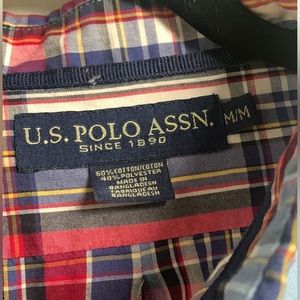 U.S. POLO ASSN.
SINCE 1890
M/M
60% COTTON/COTON
40% POLYESTER
MADE IN
BANGLADESH
FABRIQUÉ AU
BANGLADESH